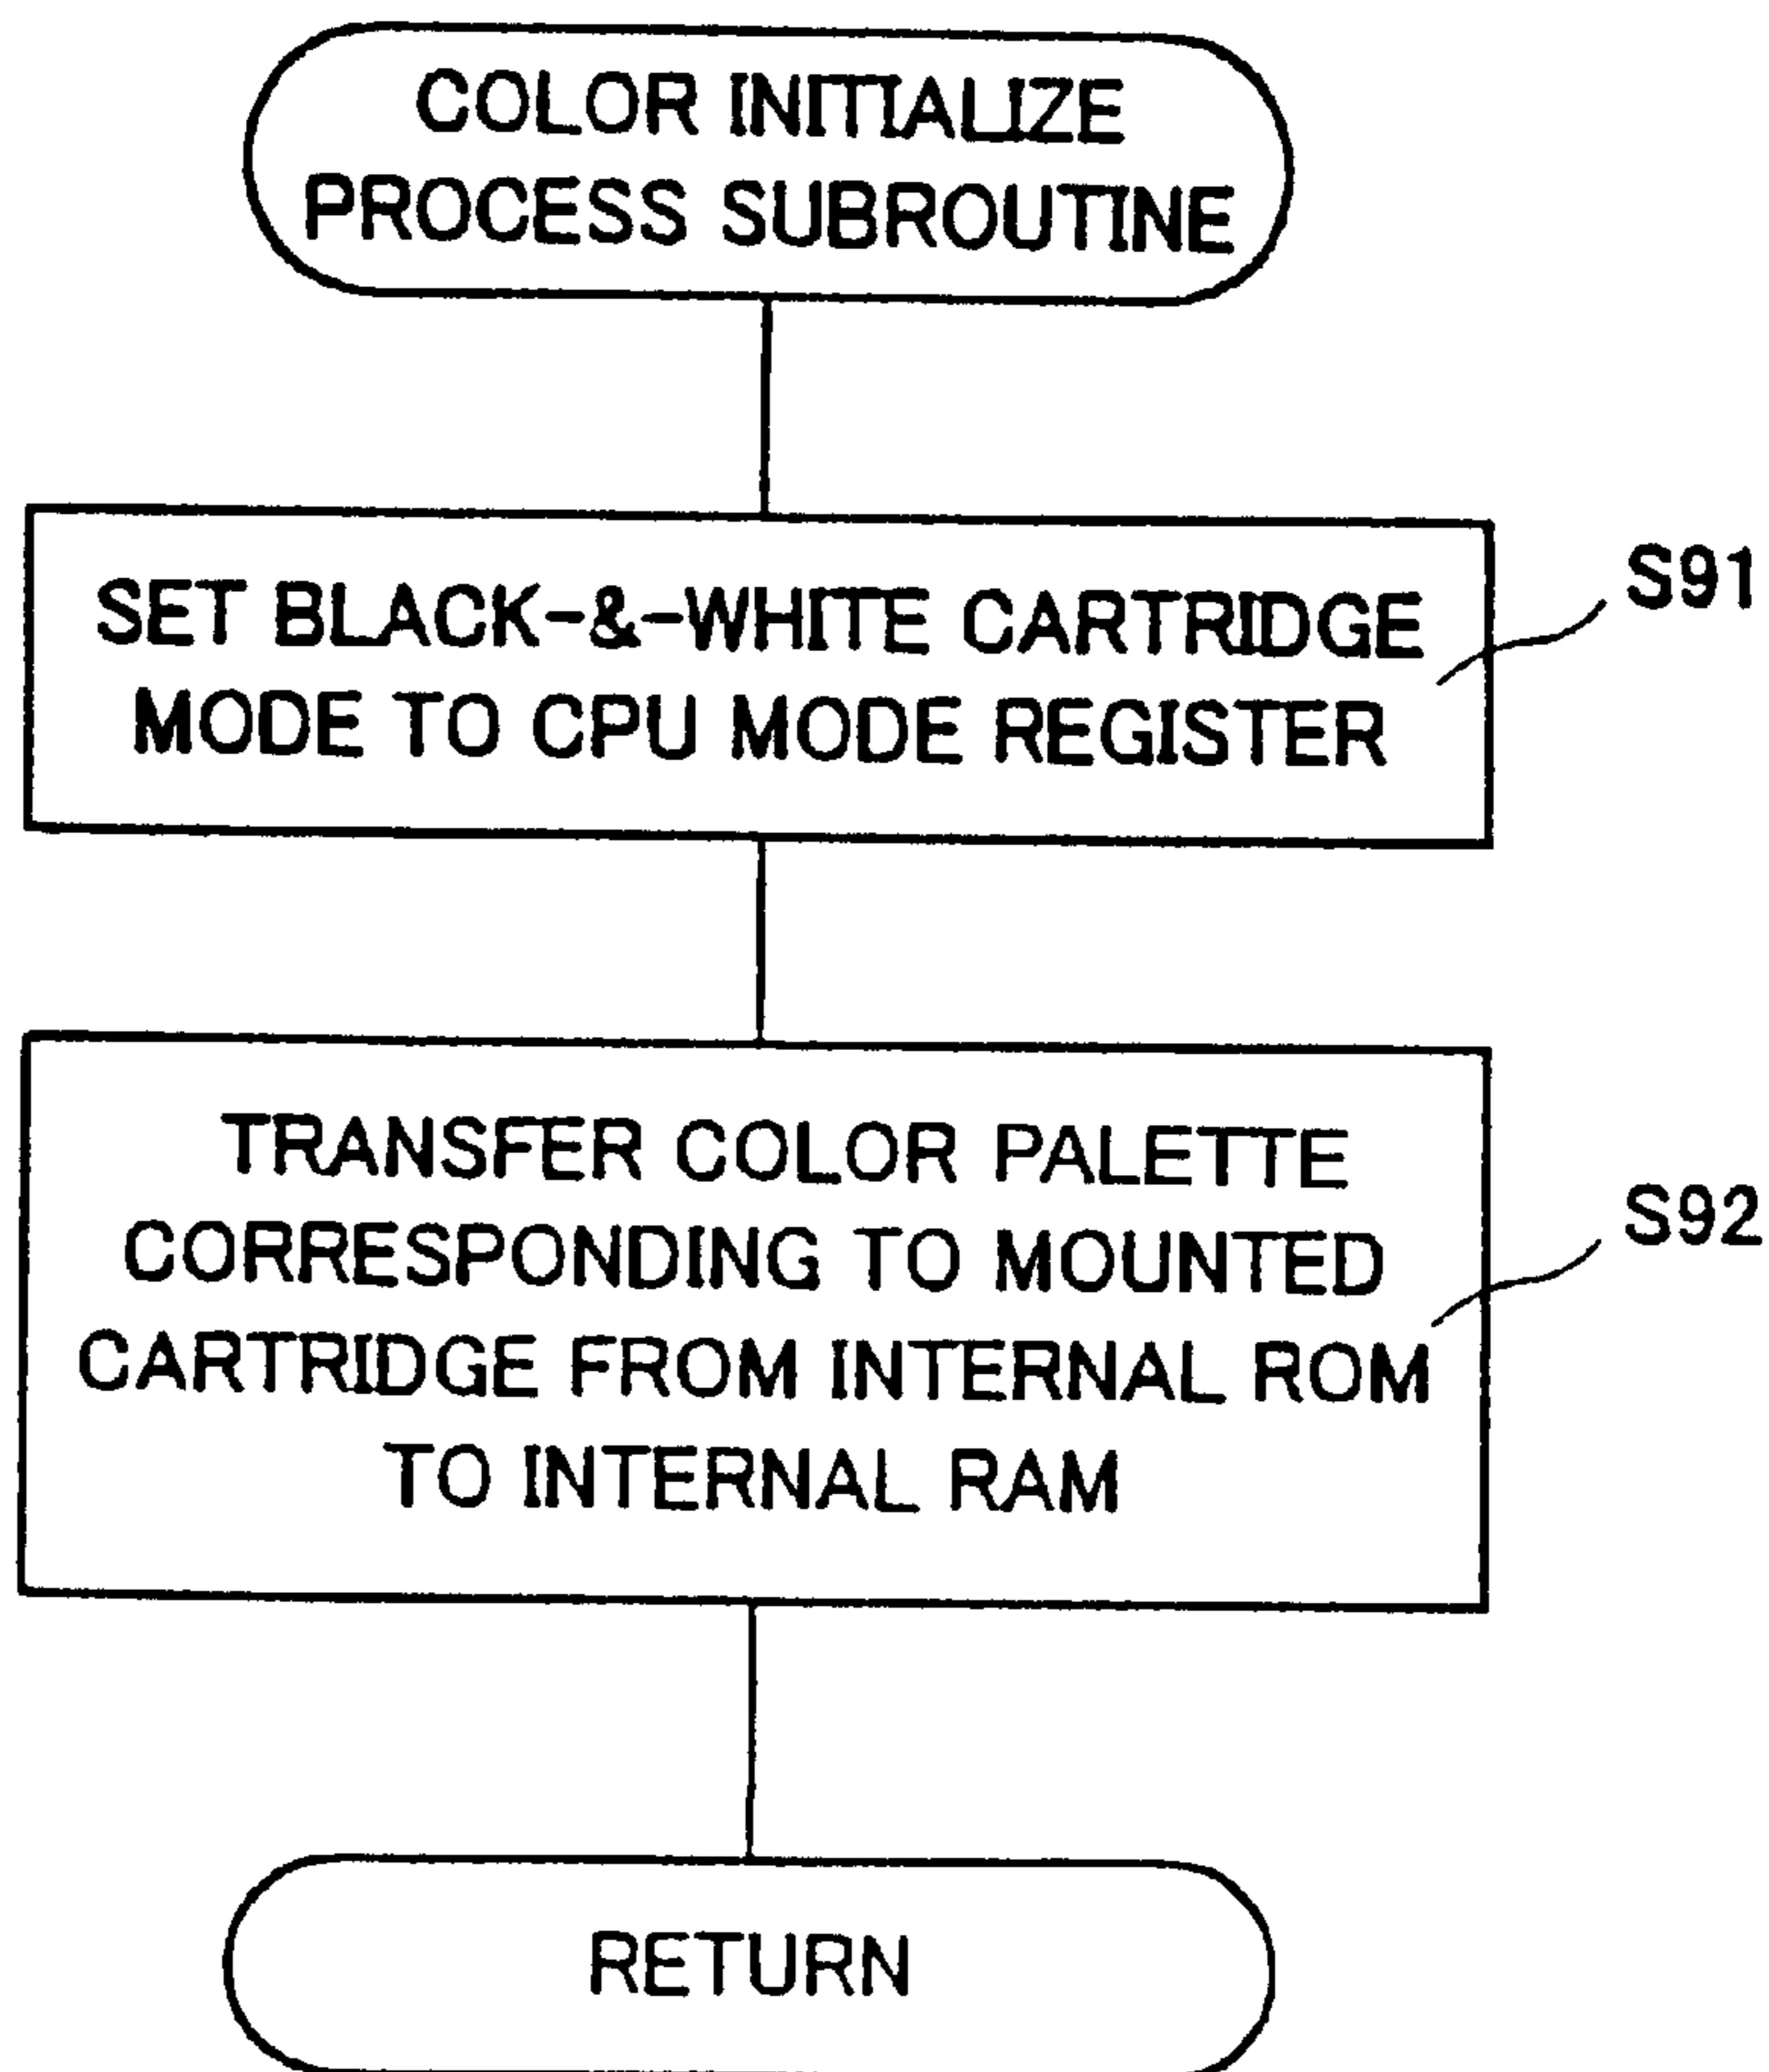 COLOR INITIALIZE
PROCESS SUBROUTINE
SET BLACK-&-WHITE CARTRIDGE
MODE TO CPU MODE REGISTER
S91
TRANSFER COLOR PALETTE
CORRESPONDING TO MOUNTED
CARTRIDGE FROM INTERNAL ROM
TO INTERNAL RAM
S92
RETURN